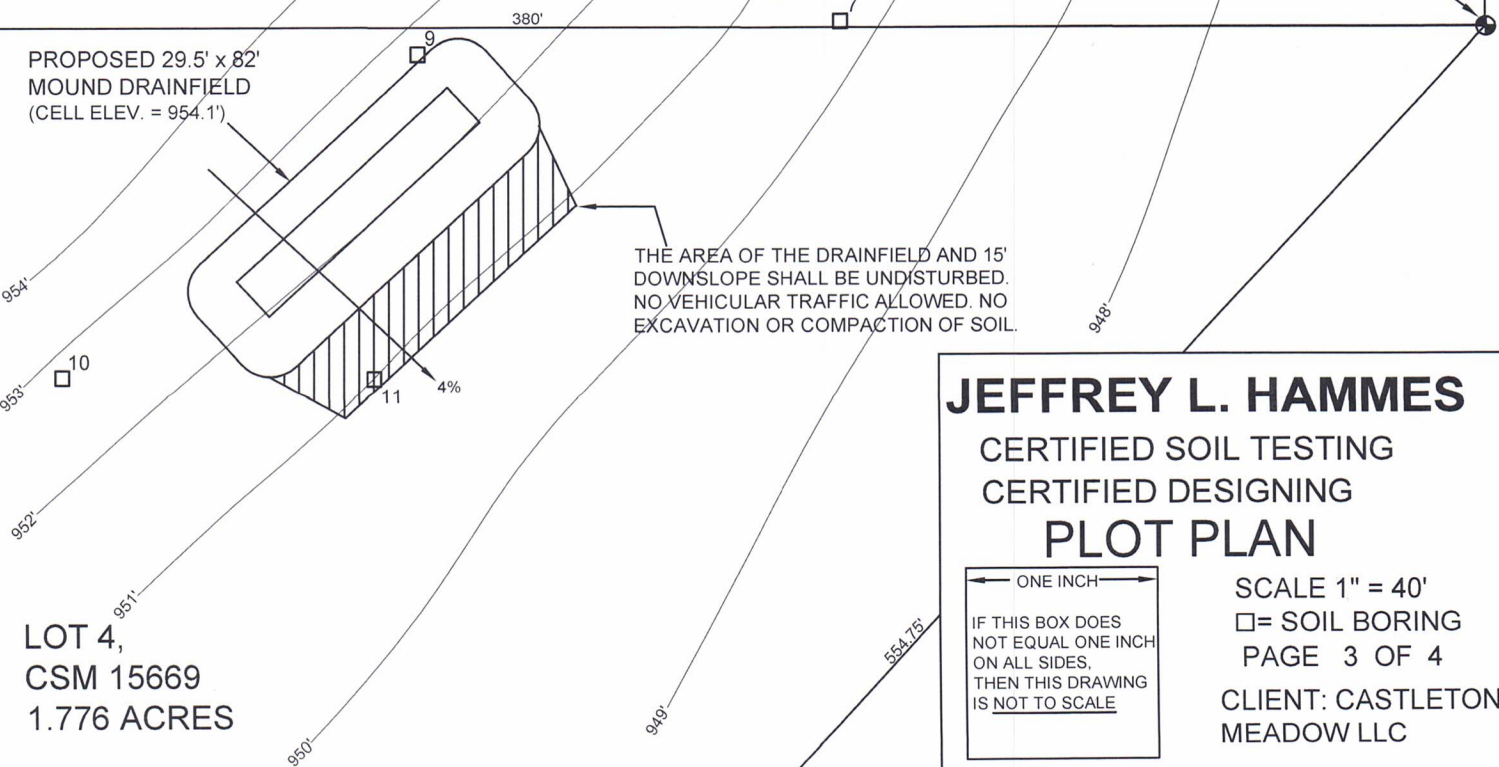 380'
7
9
PROPOSED 29.5' x 82'
MOUND DRAINFIELD
(CELL ELEV. = 954.1')
THE AREA OF THE DRAINFIELD AND 15'
DOWNSLOPE SHALL BE UNDISTURBED.
NO VEHICULAR TRAFFIC ALLOWED. NO
EXCAVATION OR COMPACTION OF SOIL.
954'
948'
10
953'
11
4%
952'
951'
950'
949'
554.75'
LOT 4,
CSM 15669
1.776 ACRES
JEFFREY L. HAMMES
CERTIFIED SOIL TESTING
CERTIFIED DESIGNING
PLOT PLAN
ONE INCH
IF THIS BOX DOES
NOT EQUAL ONE INCH
ON ALL SIDES,
THEN THIS DRAWING
IS NOT TO SCALE
SCALE 1" = 40'
□= SOIL BORING
PAGE 3 OF 4
CLIENT: CASTLETON
MEADOW LLC